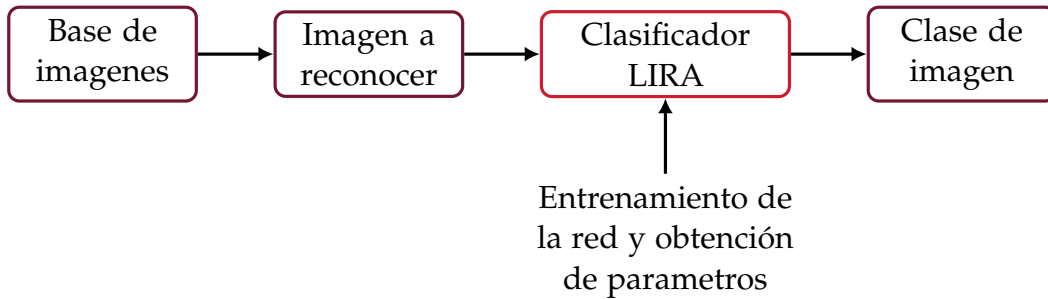 Base de
imagenes
Imagen a
reconocer
Clasificador
LIRA
Clase de
imagen
Entrenamiento de
la red y obtención
de parametros